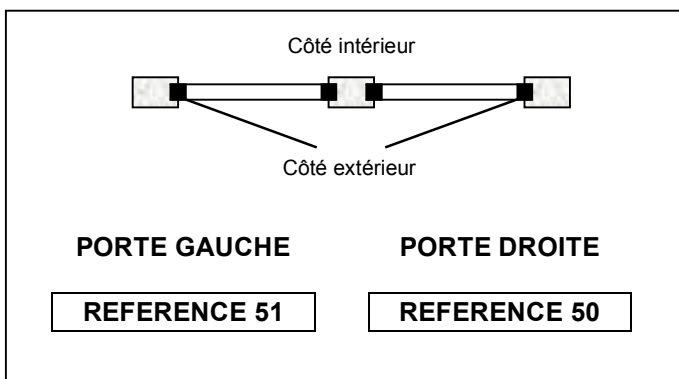 Côté intérieur
Côté extérieur
PORTE GAUCHE PORTE DROITE
REFERENCE 51 REFERENCE 50